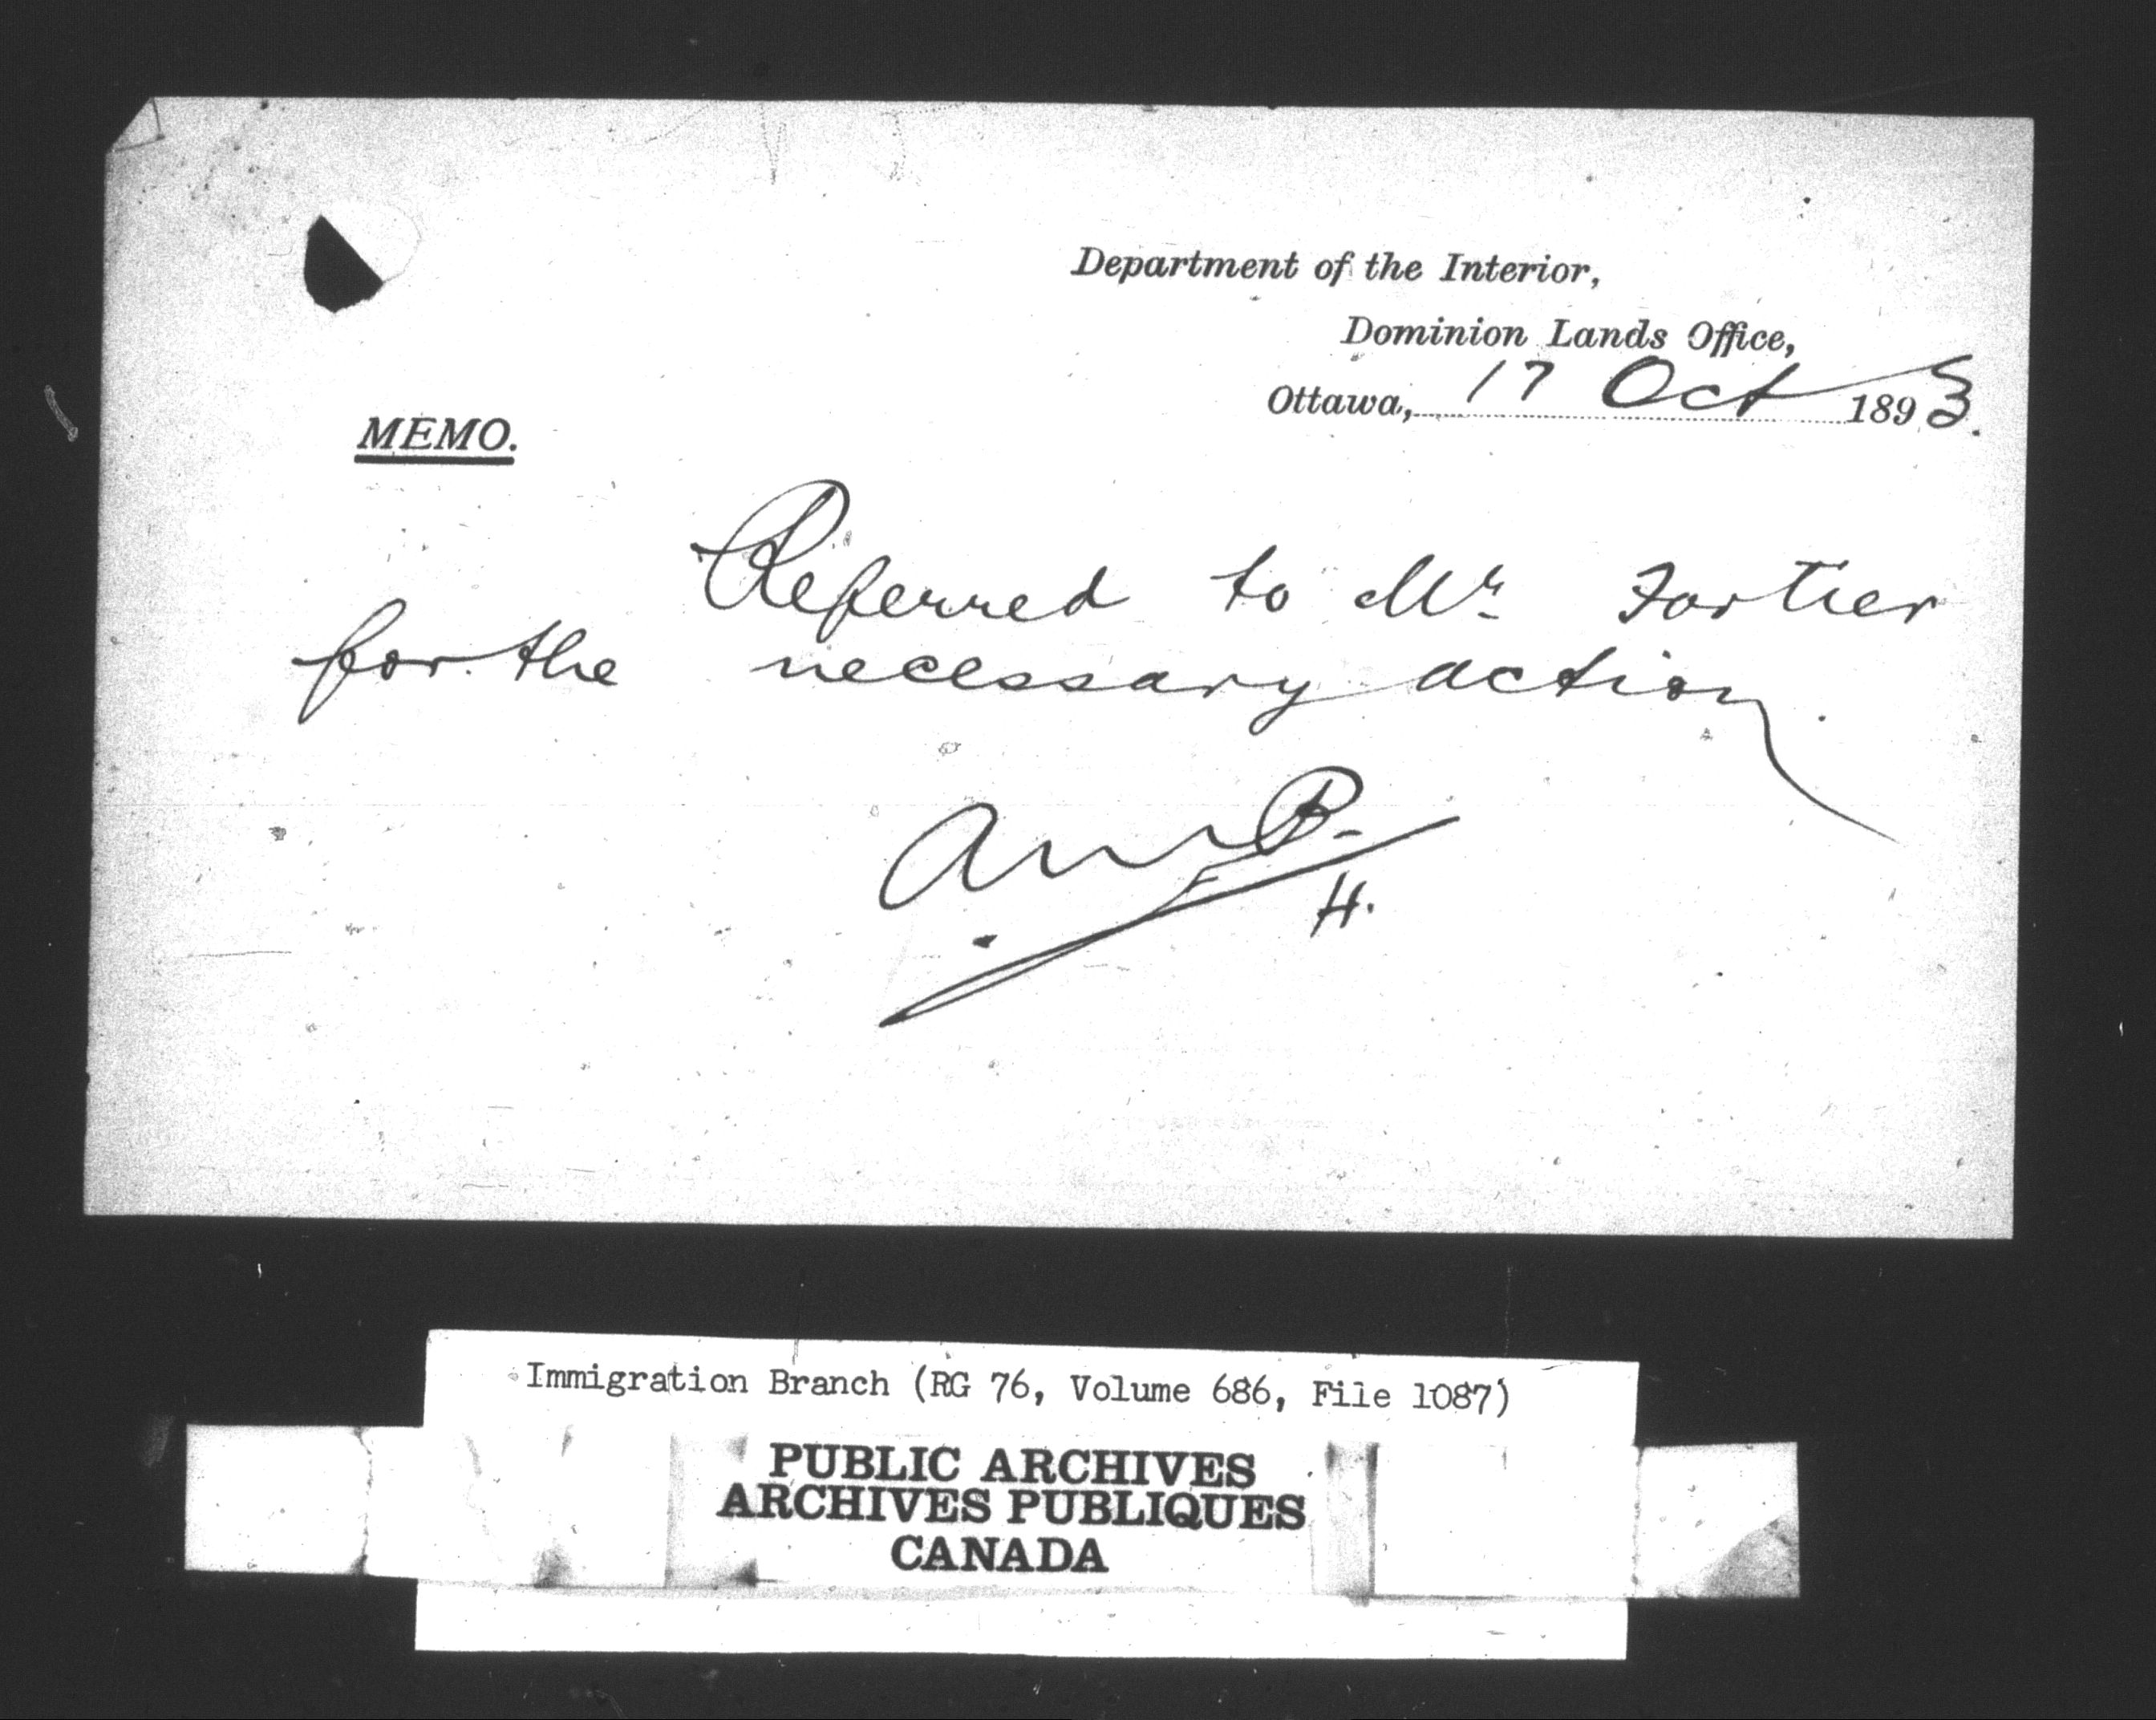 Department of the Interior,
Dominion Lands Office,
Ottawa, 17 Oct 1893.
MEMO.
Referred to Mr Fortier
for the necessary action.
H.
Immigration Branch (RG 76, Volume 686, File 1087)
PUBLIC ARCHIVES
ARCHIVES PUBLIQUES
CANADA